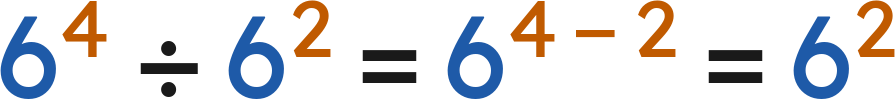 6⁴ ÷ 6² = 6⁴ ⁻ ² = 6²